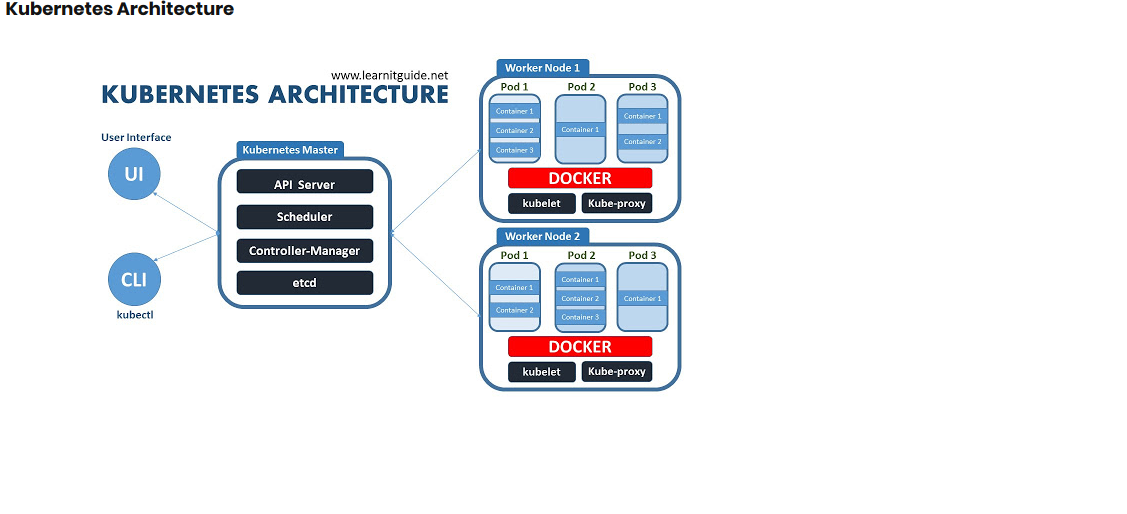 Kubernetes Architecture
www.learnitguide.net
KUBERNETES ARCHITECTURE
User Interface
UI
CLI
kubectl
Kubernetes Master
API Server
Scheduler
Controller-Manager
etcd
Worker Node 1
Pod 1
Pod 2
Pod 3
Container 1
Container 2
Container 3
Container 1
Container 1
Container 2
DOCKER
kubelet
Kube-proxy
Worker Node 2
Pod 1
Pod 2
Pod 3
Container 1
Container 2
Container 1
Container 2
Container 3
Container 1
DOCKER
kubelet
Kube-proxy